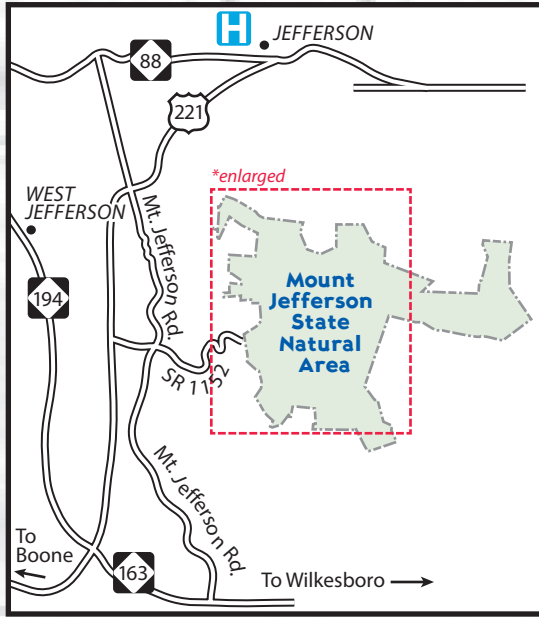 H
JEFFERSON
88
221
*enlarged
WEST
JEFFERSON
Mt. Jefferson Rd.
Mount
Jefferson
State
Natural
Area
194
SR 1152
Mt. Jefferson Rd.
To
Boone
163
To Wilkesboro